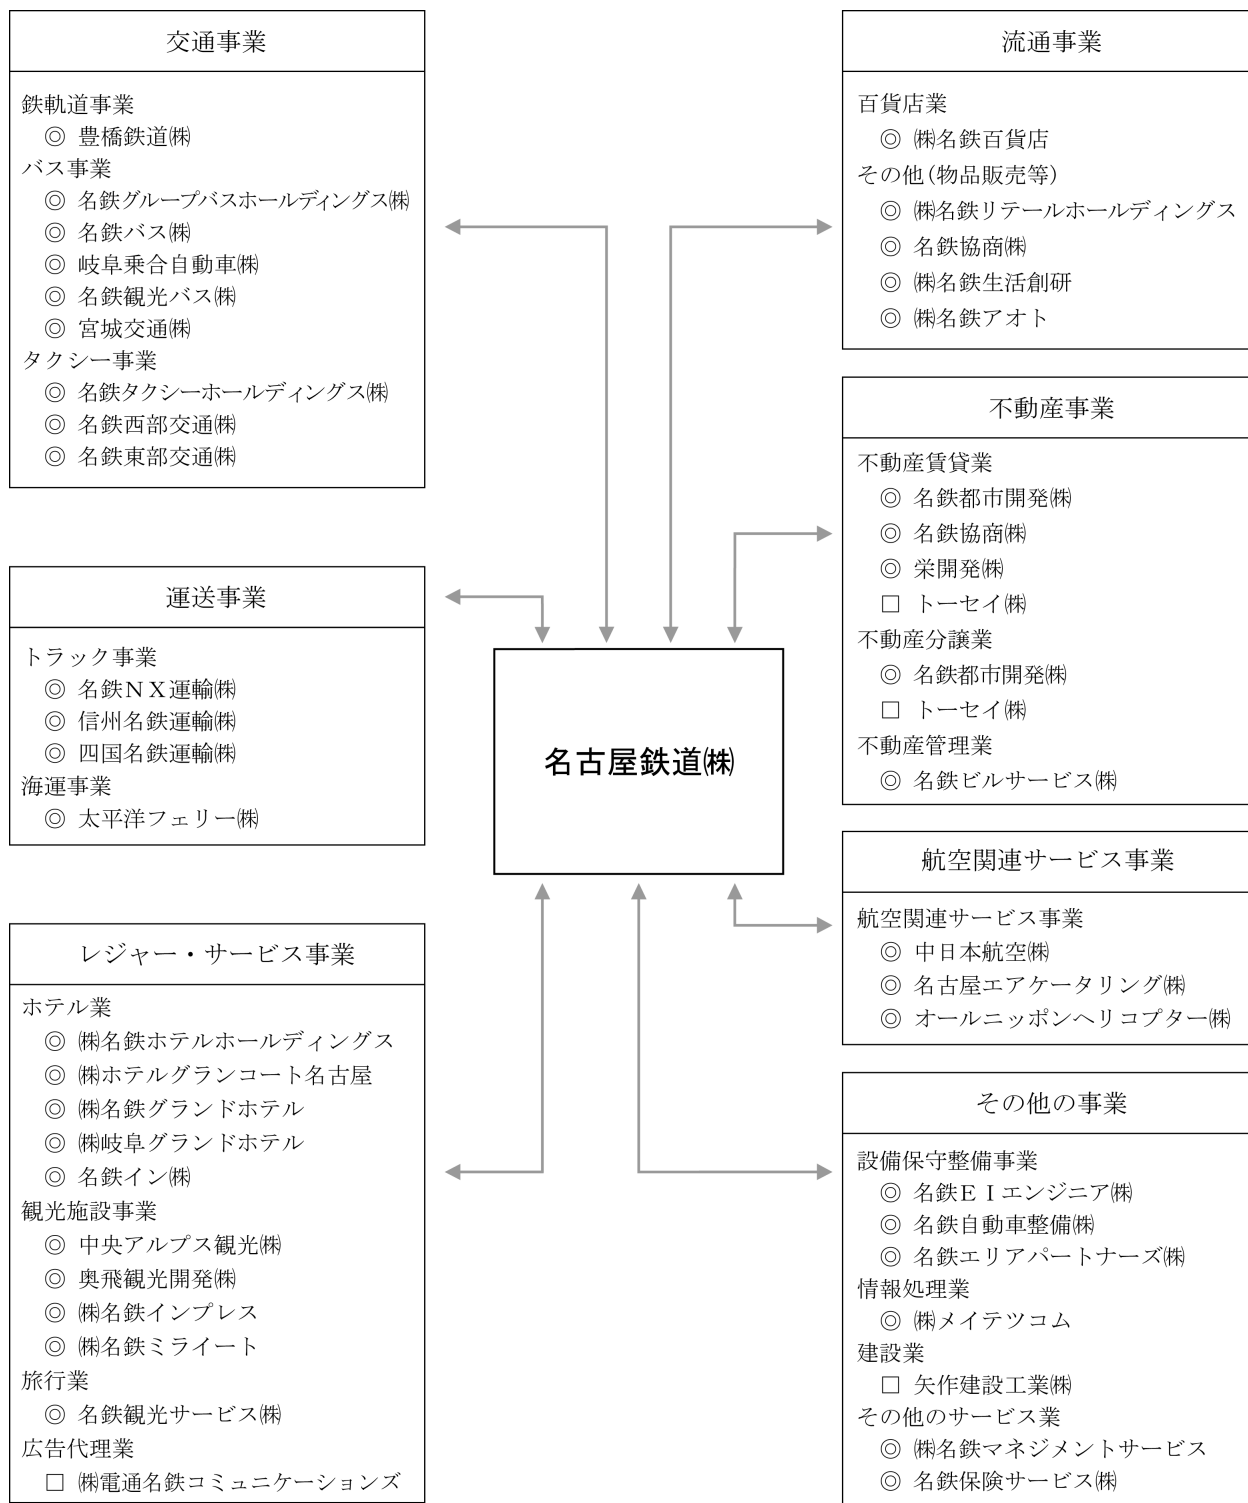 交通事業
鉄軌道事業
◎ 豊橋鉄道㈱
バス事業
◎ 名鉄グループバスホールディングス㈱
◎ 名鉄バス㈱
◎ 岐阜乗合自動車㈱
◎ 名鉄観光バス㈱
◎ 宮城交通㈱
タクシー事業
◎ 名鉄タクシーホールディングス㈱
◎ 名鉄西部交通㈱
◎ 名鉄東部交通㈱
運送事業
トラック事業
◎ 名鉄ＮＸ運輸㈱
◎ 信州名鉄運輸㈱
◎ 四国名鉄運輸㈱
海運事業
◎ 太平洋フェリー㈱
レジャー・サービス事業
ホテル業
◎ ㈱名鉄ホテルホールディングス
◎ ㈱ホテルグランコート名古屋
◎ ㈱名鉄グランドホテル
◎ ㈱岐阜グランドホテル
◎ 名鉄イン㈱
観光施設事業
◎ 中央アルプス観光㈱
◎ 奥飛観光開発㈱
◎ ㈱名鉄インプレス
◎ ㈱名鉄ミライート
旅行業
◎ 名鉄観光サービス㈱
広告代理業
□ ㈱電通名鉄コミュニケーションズ
名古屋鉄道㈱
流通事業
百貨店業
◎ ㈱名鉄百貨店
その他(物品販売等)
◎ ㈱名鉄リテールホールディングス
◎ 名鉄協商㈱
◎ ㈱名鉄生活創研
◎ ㈱名鉄アオト
不動産事業
不動産賃貸業
◎ 名鉄都市開発㈱
◎ 名鉄協商㈱
◎ 栄開発㈱
□ トーセイ㈱
不動産分譲業
◎ 名鉄都市開発㈱
□ トーセイ㈱
不動産管理業
◎ 名鉄ビルサービス㈱
航空関連サービス事業
航空関連サービス事業
◎ 中日本航空㈱
◎ 名古屋エアケータリング㈱
◎ オールニッポンヘリコプター㈱
その他の事業
設備保守整備事業
◎ 名鉄ＥＩエンジニア㈱
◎ 名鉄自動車整備㈱
◎ 名鉄エリアパートナーズ㈱
情報処理業
◎ ㈱メイテツコム
建設業
□ 矢作建設工業㈱
その他のサービス業
◎ ㈱名鉄マネジメントサービス
◎ 名鉄保険サービス㈱